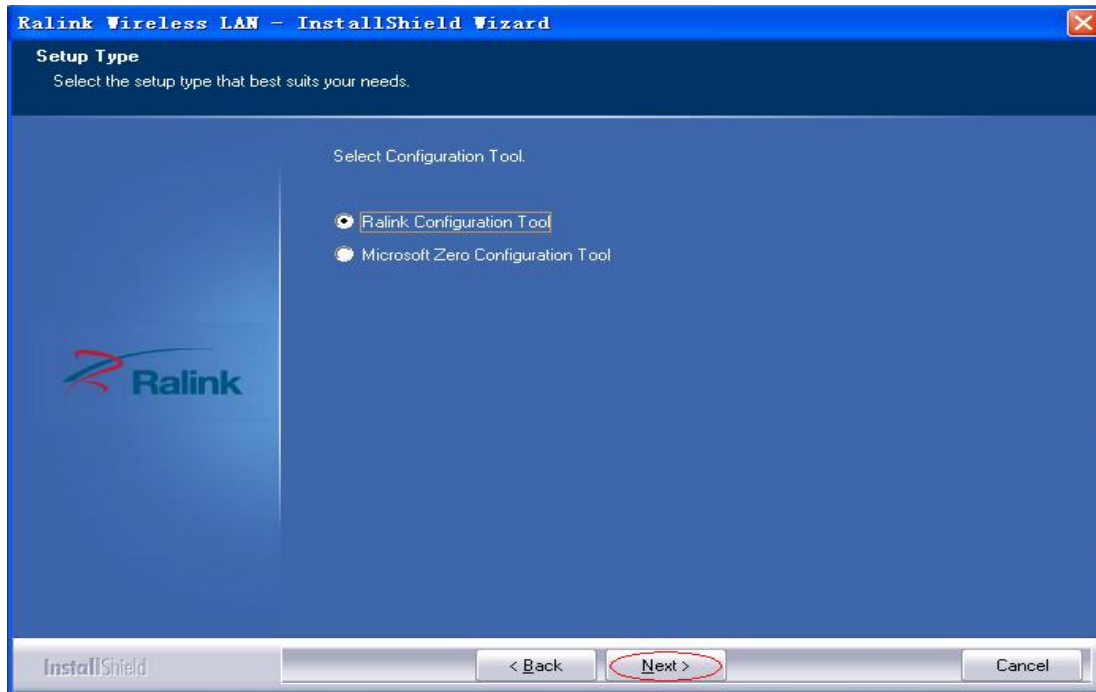 Ralink Wireless LAN - InstallShield Wizard
Setup Type
Select the setup type that best suits your needs.
Select Configuration Tool.
Ralink Configuration Tool
Microsoft Zero Configuration Tool
Ralink
InstallShield
< Back
Next >
Cancel